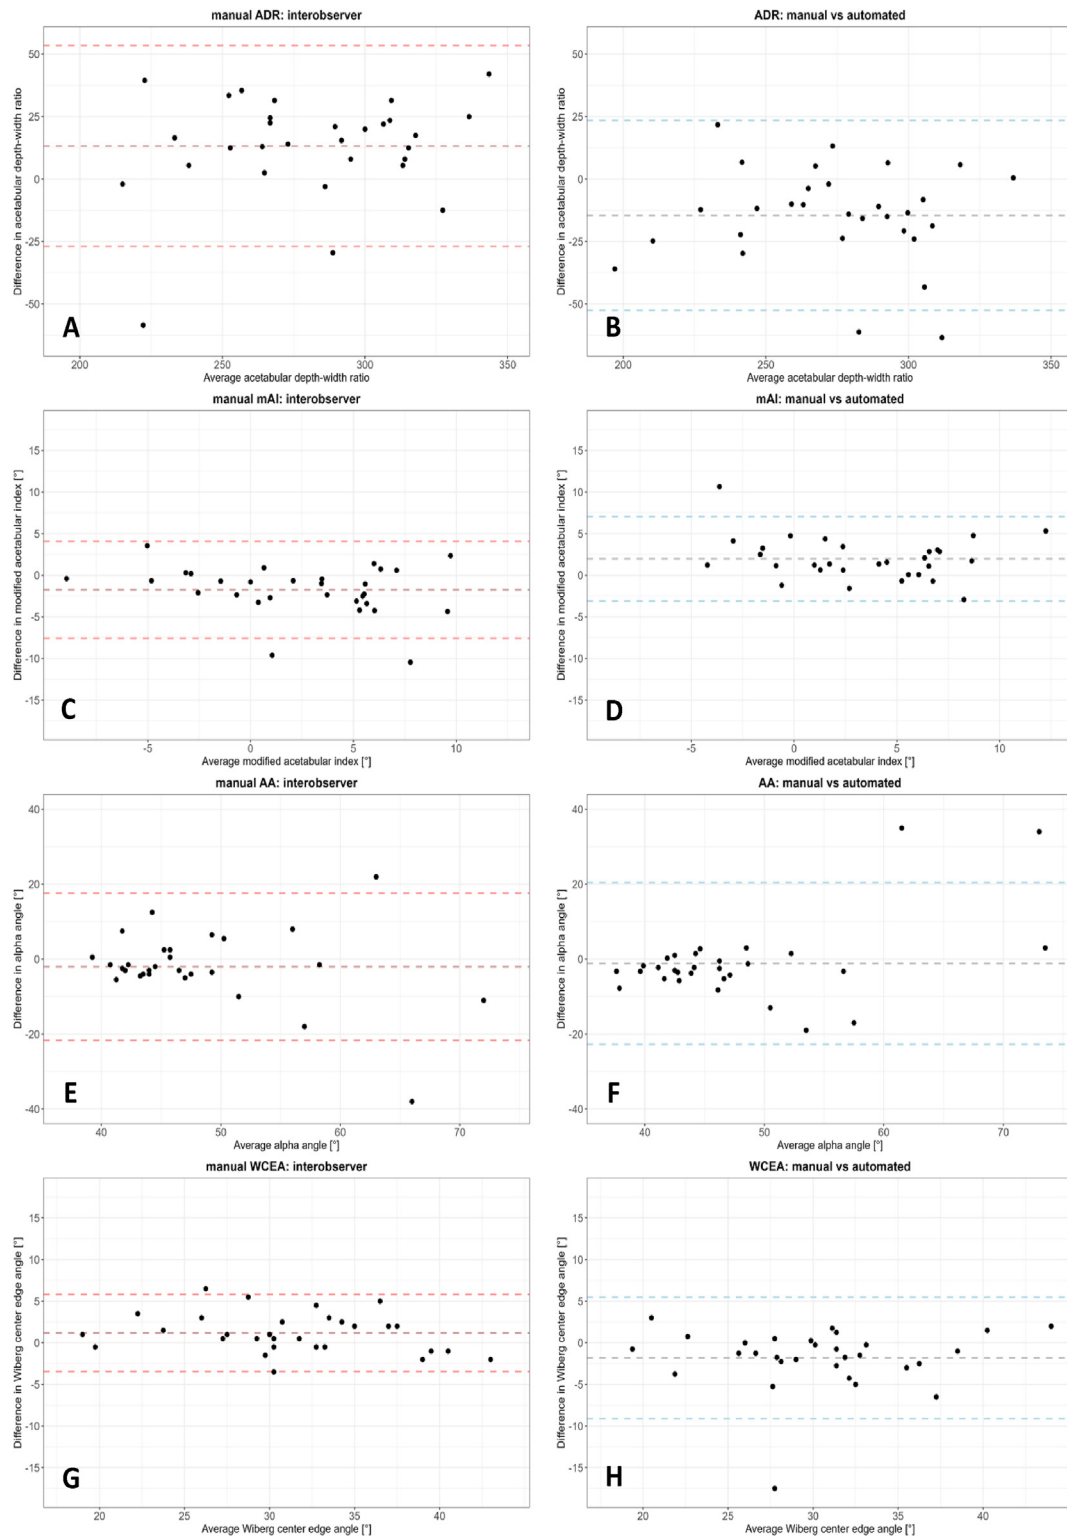 manual ADR: interobserver
Difference in acetabular depth-width ratio
50
25
0
-25
-50
A
200
250
300
350
Average acetabular depth-width ratio
ADR: manual vs automated
Difference in acetabular depth-width ratio
50
25
0
-25
-50
B
200
250
300
350
Average acetabular depth-width ratio
manual mAI: interobserver
Difference in modified acetabular index [°]
15
10
5
0
-5
-10
-15
C
-5
0
5
10
Average modified acetabular index [°]
mAI: manual vs automated
Difference in modified acetabular index [°]
15
10
5
0
-5
-10
-15
D
-5
0
5
10
Average modified acetabular index [°]
manual AA: interobserver
Difference in alpha angle [°]
40
20
0
-20
-40
E
40
50
60
70
Average alpha angle [°]
AA: manual vs automated
Difference in alpha angle [°]
40
20
0
-20
-40
F
40
50
60
70
Average alpha angle [°]
manual WCEA: interobserver
Difference in Wiberg center edge angle [°]
15
10
5
0
-5
-10
-15
G
20
25
30
35
40
Average Wiberg center edge angle [°]
WCEA: manual vs automated
Difference in Wiberg center edge angle [°]
15
10
5
0
-5
-10
-15
H
20
25
30
35
40
Average Wiberg center edge angle [°]